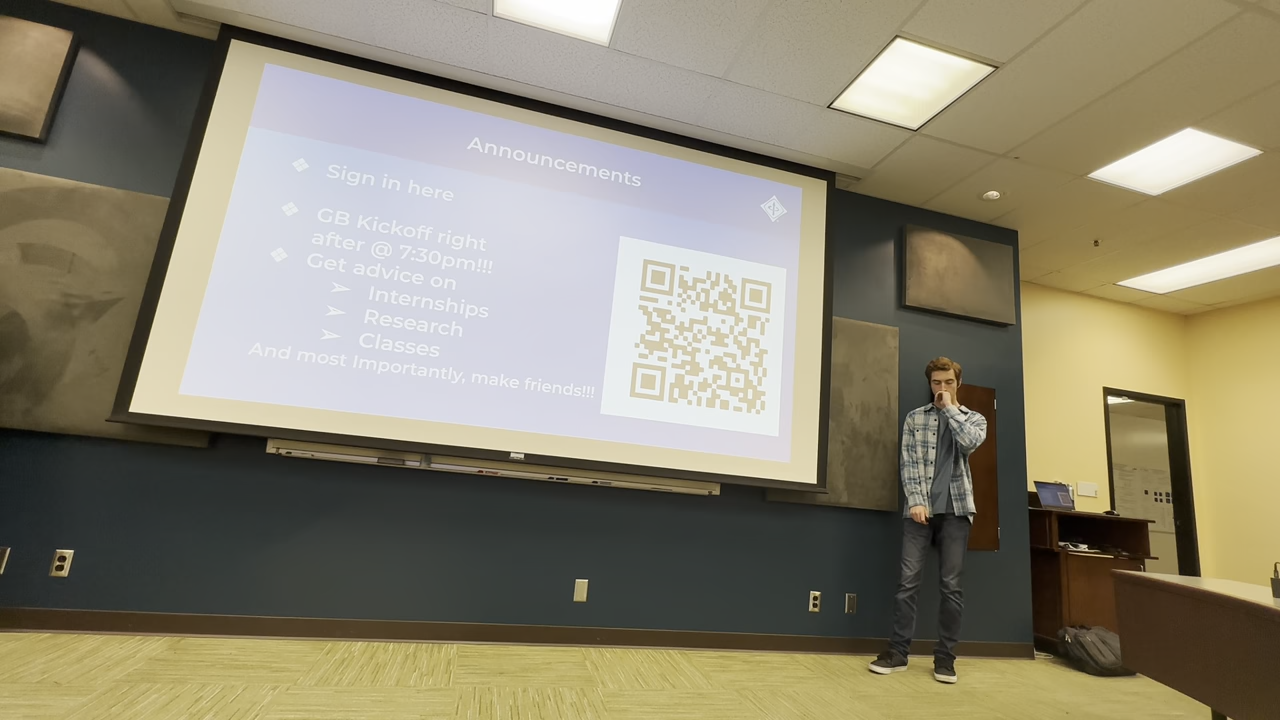 Announcements
Sign in here
GB Kickoff right
after @ 7:30pm!!!
Get advice on
Internships
Research
Classes
And most Importantly, make friends!!!